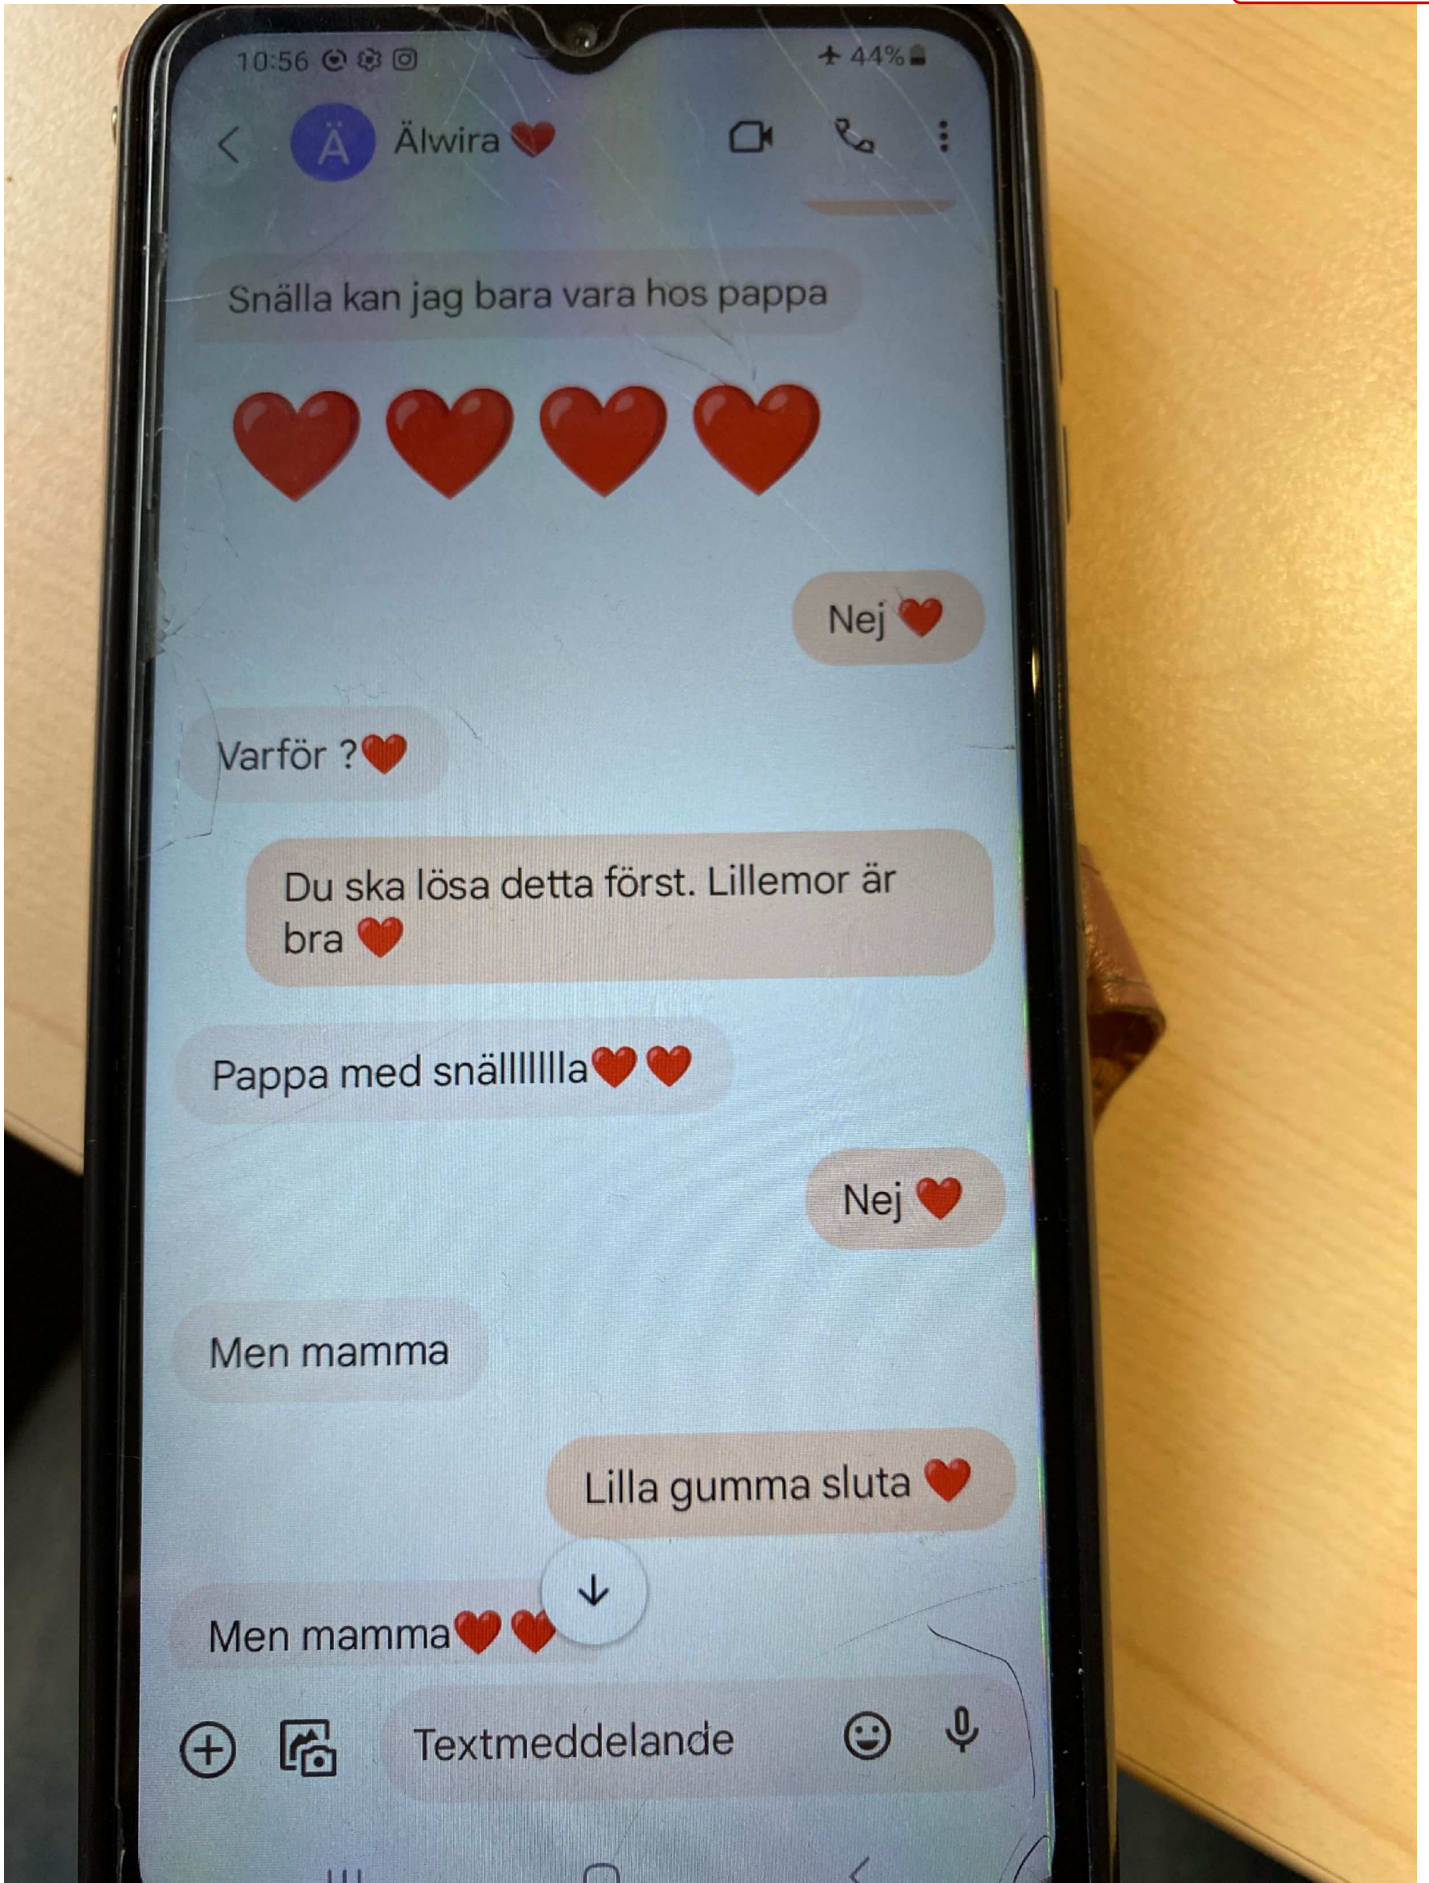 10:56
44%
Ä Älwira ❤️
Snälla kan jag bara vara hos pappa
❤️❤️❤️❤️
Nej ❤️
Varför ?❤️
Du ska lösa detta först. Lillemor är
bra ❤️
Pappa med snälllllllla❤️❤️
Nej ❤️
Men mamma
Lilla gumma sluta ❤️
Men mamma❤️❤️
Textmeddelande